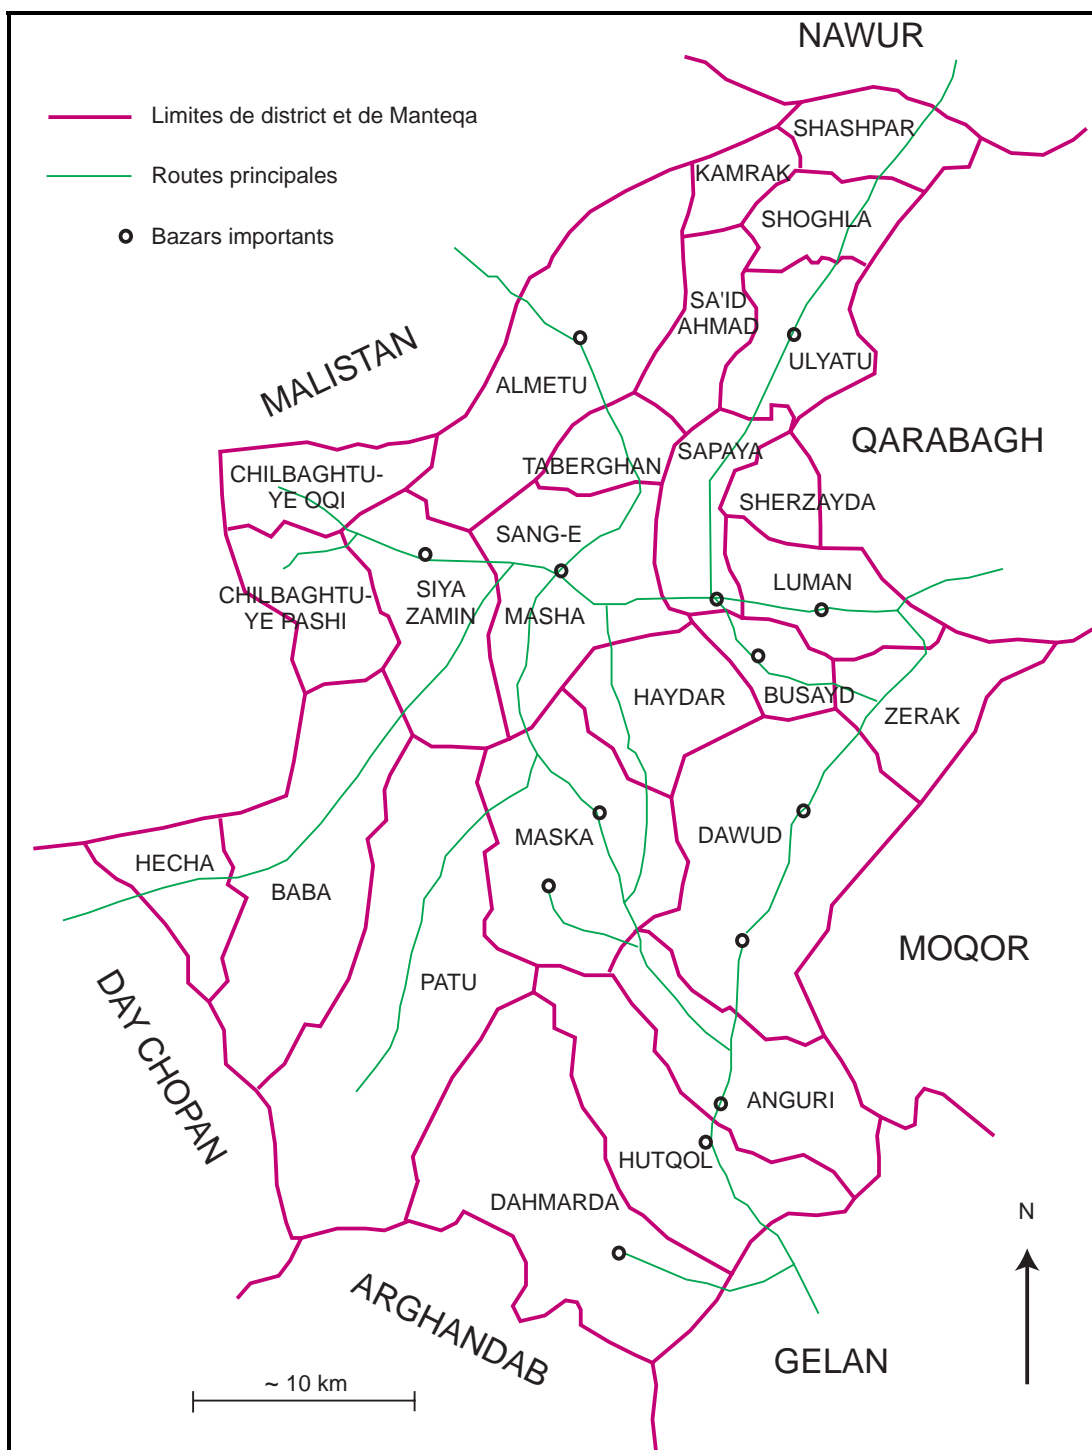 NAWUR
Limites de district et de Manteqa
SHASHPAR
Routes principales
KAMRAK
SHOGHLA
Bazars importants
SA'ID
AHMAD
MALISTAN
ULYATU
ALMETU
QARABAGH
SAPAYA
TABERGHAN
CHILBAGHTU-
YE OQI
SHERZAYDA
SANG-E
MASHA
LUMAN
SIYA
ZAMIN
CHILBAGHTU-
YE PASHI
HAYDAR
BUSAYD
ZERAK
MASKA
DAWUD
HECHA
BABA
MOQOR
PATU
DAY CHOPAN
ANGURI
HUTQOL
DAHMARDA
N
ARGHANDAB
GELAN
~ 10 km